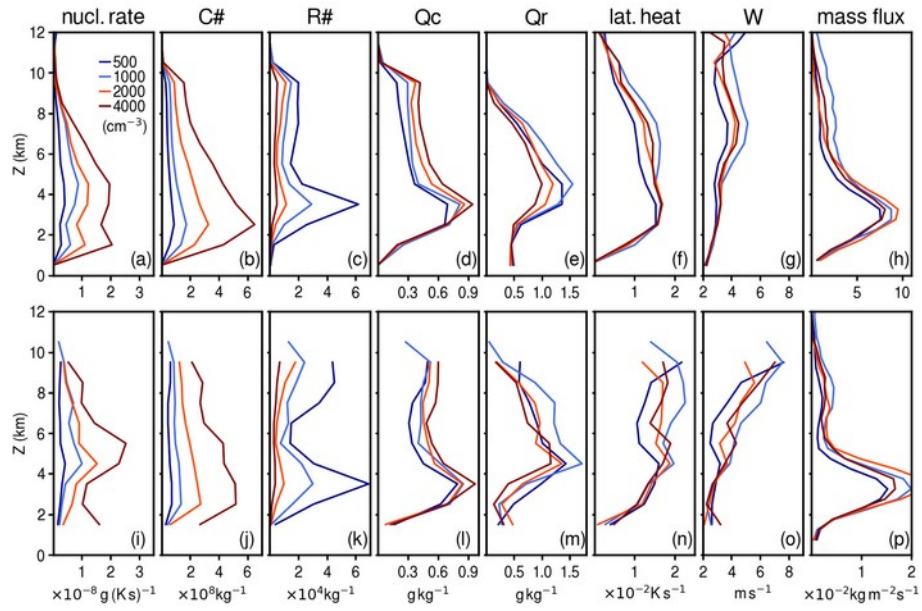 nucl. rate C# R# Qc Qr lat. heat W mass flux
12 10 8 6 4 2 0
Z (km)
500
1000
2000
4000
(cm⁻³)
(a) (b) (c) (d) (e) (f) (g) (h)
1 2 3 2 4 6 2 4 6 0.3 0.6 0.9 0.5 1.0 1.5 1 2 2 4 6 8 5 10
12 10 8 6 4 2 0
Z (km)
(i) (j) (k) (l) (m) (n) (o) (p)
1 2 3 2 4 6 2 4 6 0.3 0.6 0.9 0.5 1.0 1.5 1 2 2 4 6 8 0 1 2
×10⁻⁸ g (Ks)⁻¹ ×10⁸kg⁻¹ ×10⁴kg⁻¹ g kg⁻¹ g kg⁻¹ ×10⁻²Ks⁻¹ ms⁻¹ ×10⁻²kgm⁻²s⁻¹